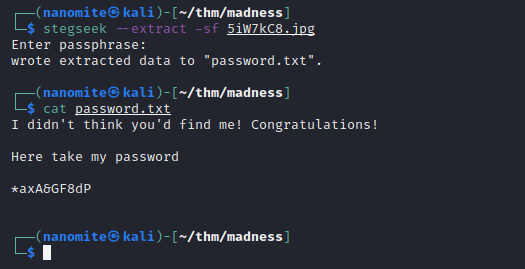 ┌──(nanomite㉿kali)-[~/thm/madness]
└─$ stegseek --extract -sf 5iW7kC8.jpg
Enter passphrase:
wrote extracted data to "password.txt".
┌──(nanomite㉿kali)-[~/thm/madness]
└─$ cat password.txt
I didn't think you'd find me! Congratulations!
Here take my password
*axA&GF8dP
┌──(nanomite㉿kali)-[~/thm/madness]
└─$